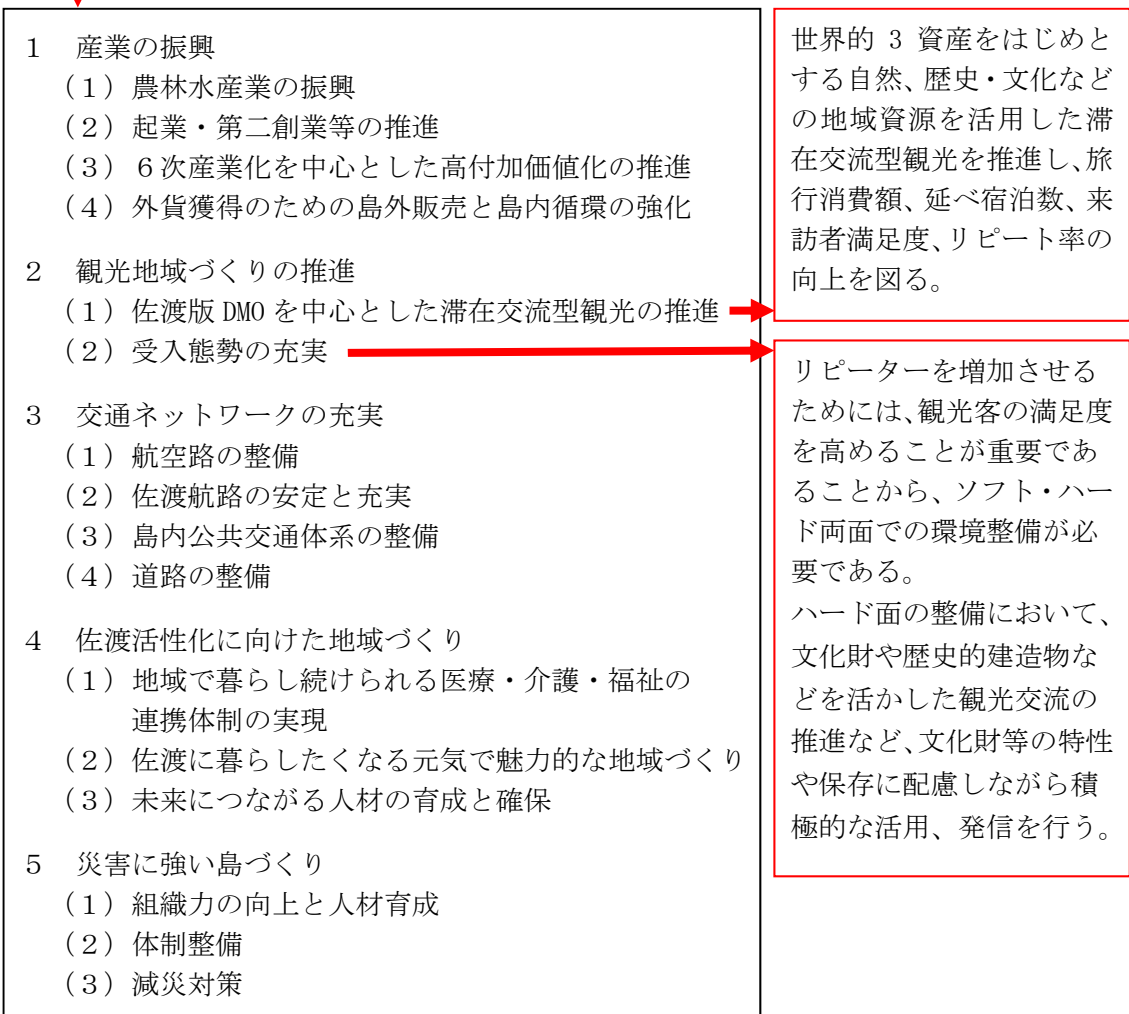 1　産業の振興
（1）農林水産業の振興
（2）起業・第二創業等の推進
（3）６次産業化を中心とした高付加価値化の推進
（4）外貨獲得のための島外販売と島内循環の強化
2　観光地域づくりの推進
（1）佐渡版 DMO を中心とした滞在交流型観光の推進
（2）受入態勢の充実
3　交通ネットワークの充実
（1）航空路の整備
（2）佐渡航路の安定と充実
（3）島内公共交通体系の整備
（4）道路の整備
4　佐渡活性化に向けた地域づくり
（1）地域で暮らし続けられる医療・介護・福祉の
連携体制の実現
（2）佐渡に暮らしたくなる元気で魅力的な地域づくり
（3）未来につながる人材の育成と確保
5　災害に強い島づくり
（1）組織力の向上と人材育成
（2）体制整備
（3）減災対策
世界的 3 資産をはじめと
する自然、歴史・文化など
の地域資源を活用した滞
在交流型観光を推進し、旅
行消費額、延べ宿泊数、来
訪者満足度、リピート率の
向上を図る。
リピーターを増加させる
ためには、観光客の満足度
を高めることが重要であ
ることから、ソフト・ハー
ド両面での環境整備が必
要である。
ハード面の整備において、
文化財や歴史的建造物な
どを活かした観光交流の
推進など、文化財等の特性
や保存に配慮しながら積
極的な活用、発信を行う。